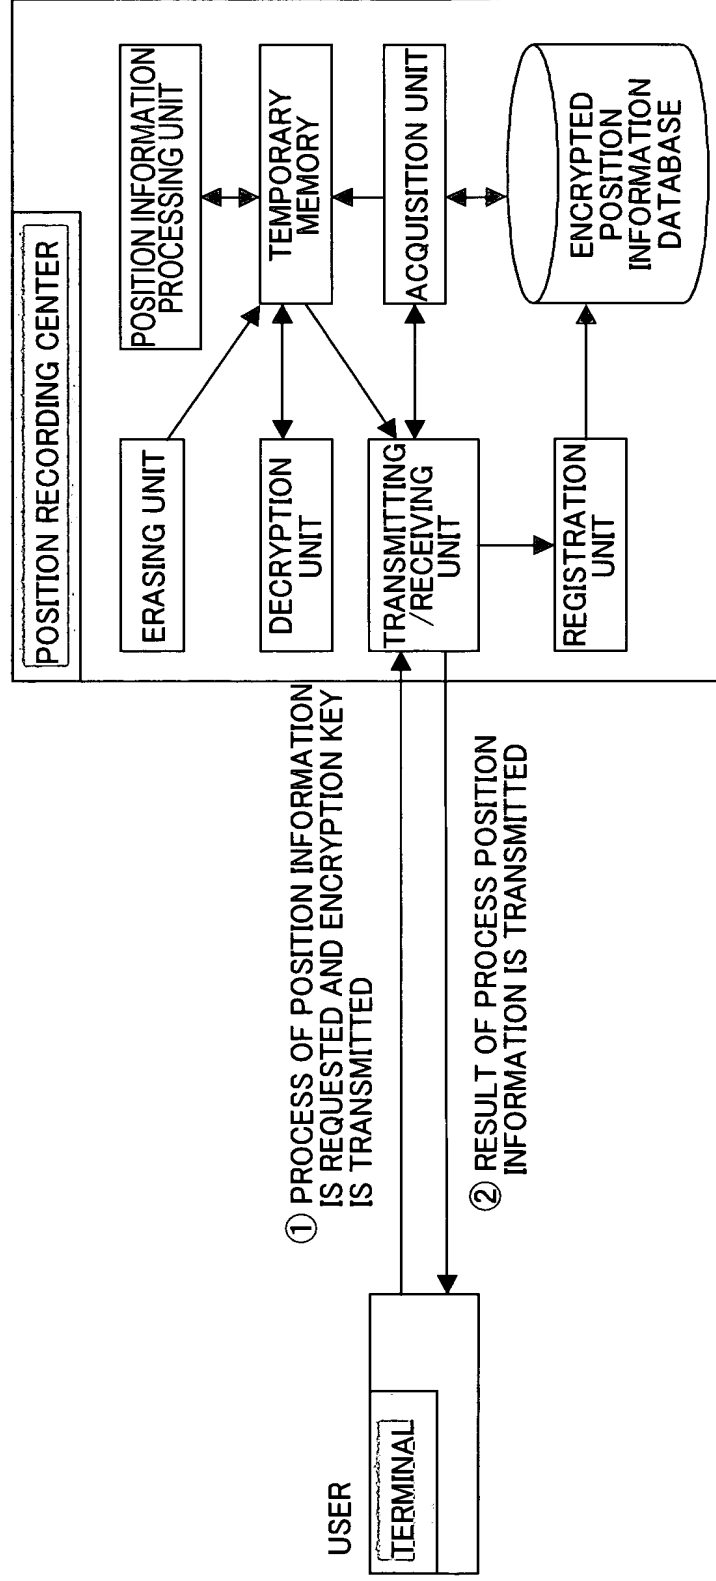 POSITION RECORDING CENTER
ERASING UNIT
POSITION INFORMATION
PROCESSING UNIT
DECRYPTION
UNIT
TEMPORARY
MEMORY
① PROCESS OF POSITION INFORMATION
IS REQUESTED AND ENCRYPTION KEY
IS TRANSMITTED
USER
TERMINAL
TRANSMITTING
/RECEIVING
UNIT
ACQUISITION UNIT
② RESULT OF PROCESS POSITION
INFORMATION IS TRANSMITTED
REGISTRATION
UNIT
ENCRYPTED
POSITION
INFORMATION
DATABASE